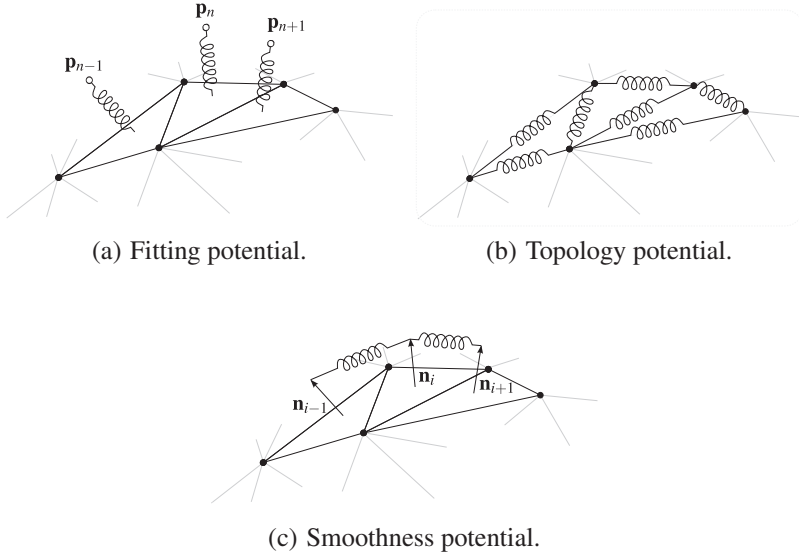 p_n
p_{n+1}
p_{n−1}
(a) Fitting potential.
(b) Topology potential.
n_i
n_{i+1}
n_{i−1}
(c) Smoothness potential.